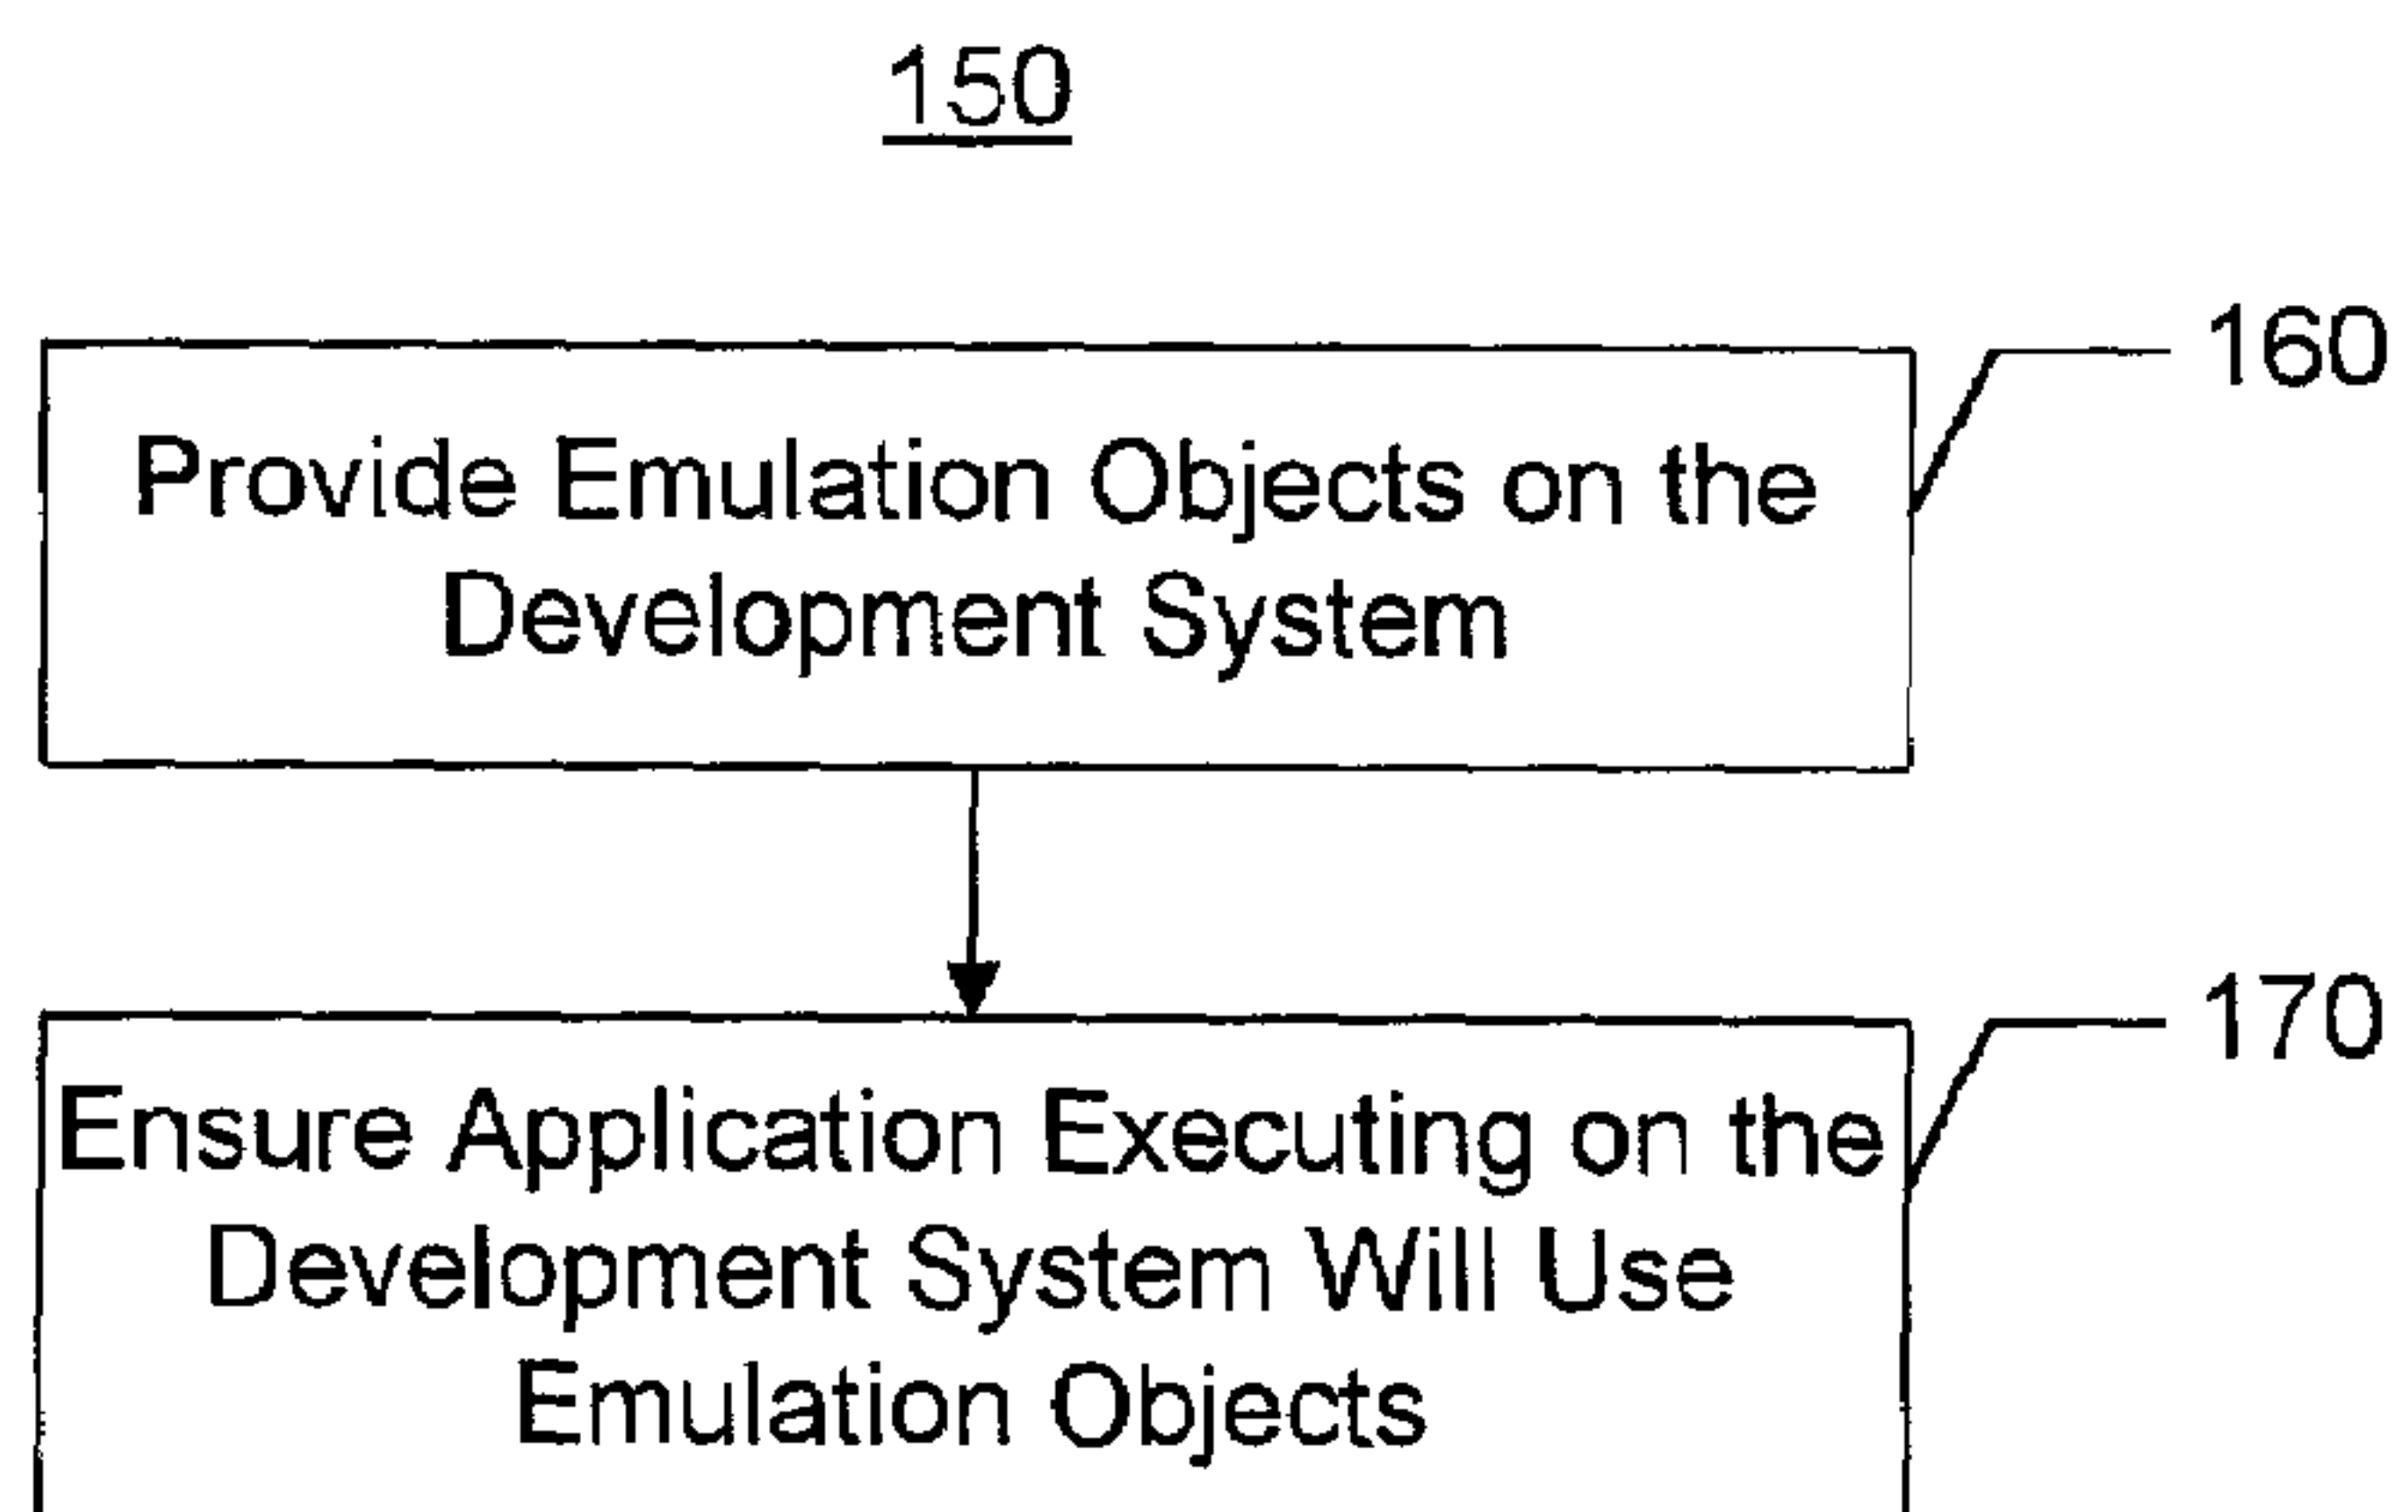 150
160
Provide Emulation Objects on the
Development System
170
Ensure Application Executing on the
Development System Will Use
Emulation Objects